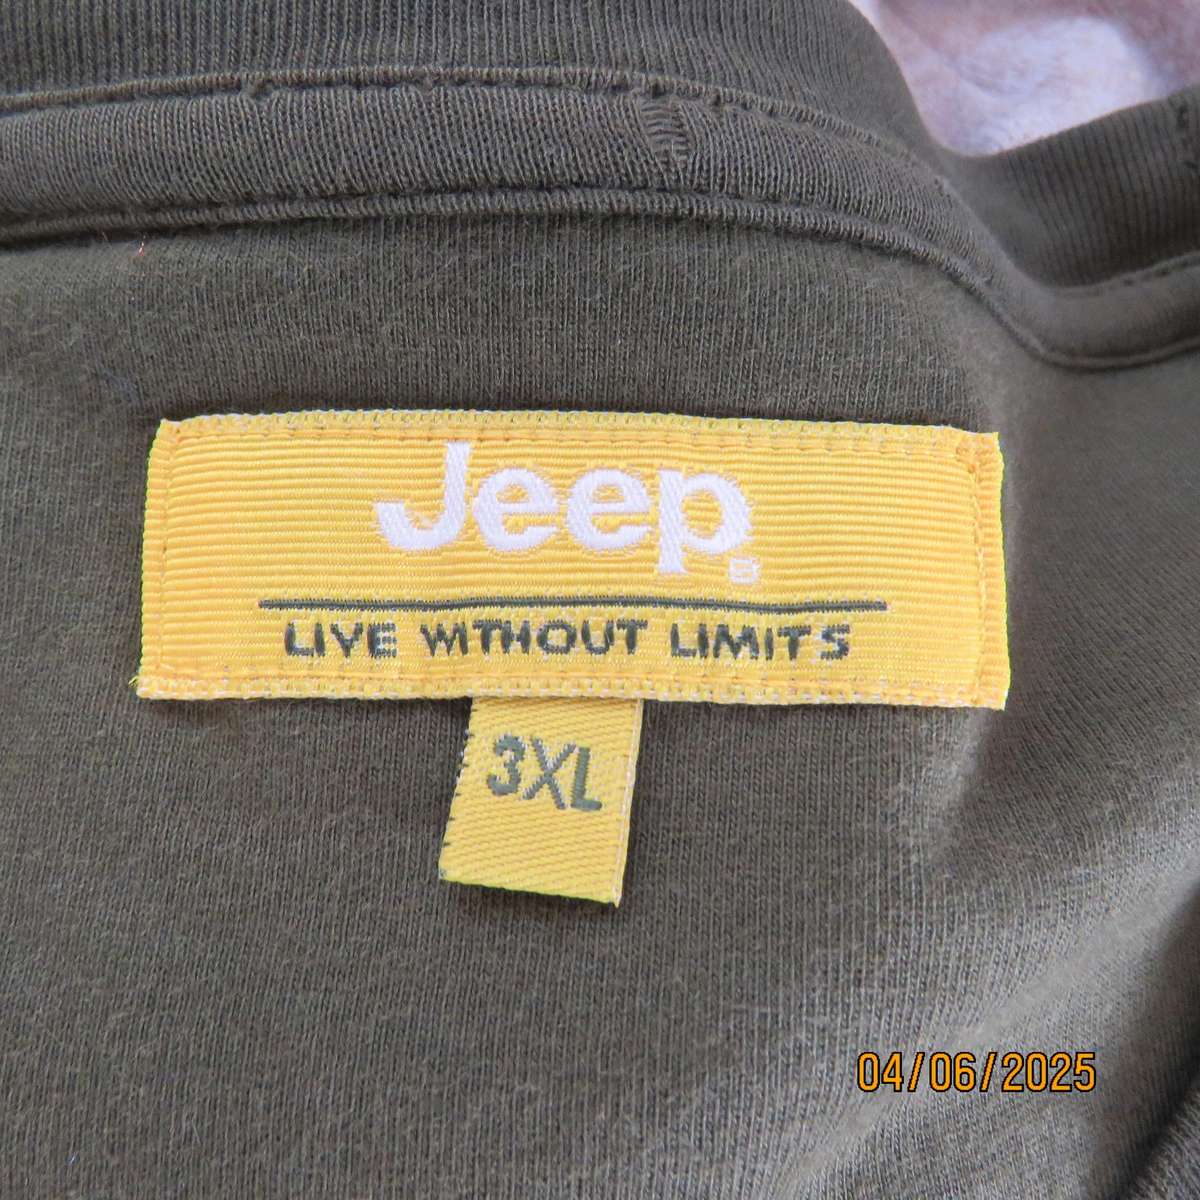 Jeep®
LIVE WITHOUT LIMITS
3XL
04/06/2025